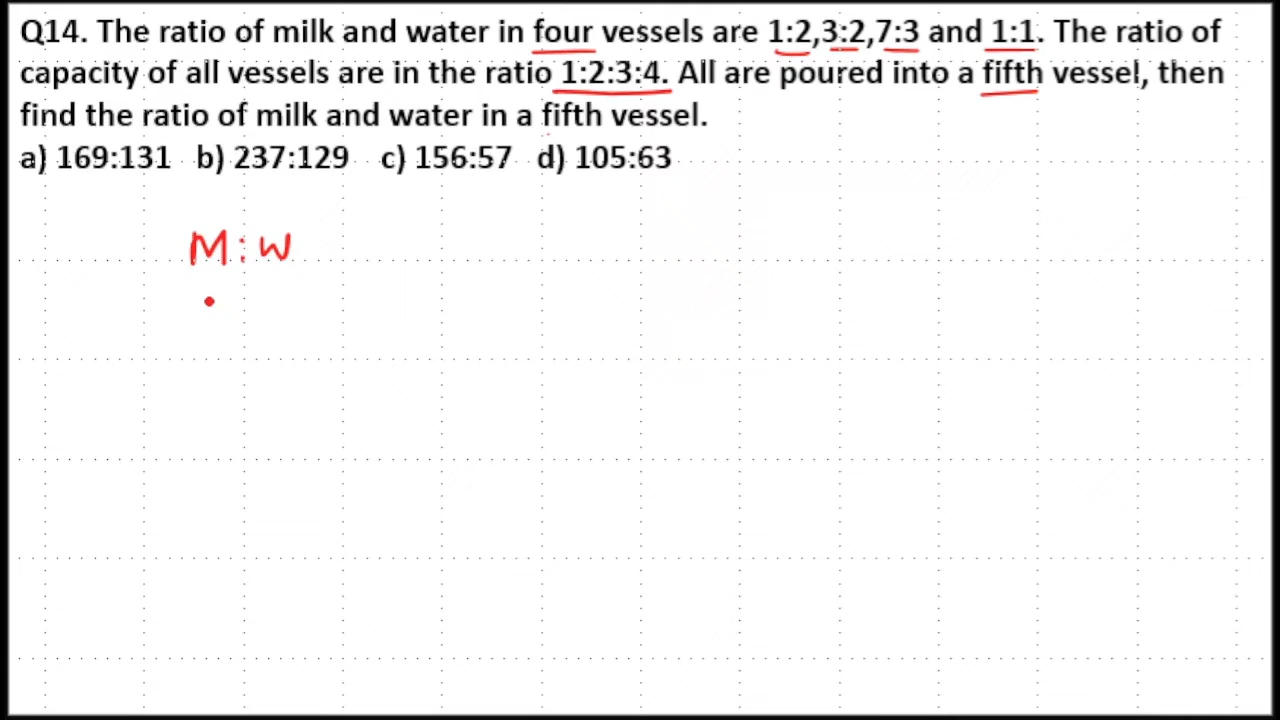 Q14. The ratio of milk and water in four vessels are 1:2,3:2,7:3 and 1:1. The ratio of
capacity of all vessels are in the ratio 1:2:3:4. All are poured into a fifth vessel, then
find the ratio of milk and water in a fifth vessel.
a) 169:131 b) 237:129 c) 156:57 d) 105:63
M:W